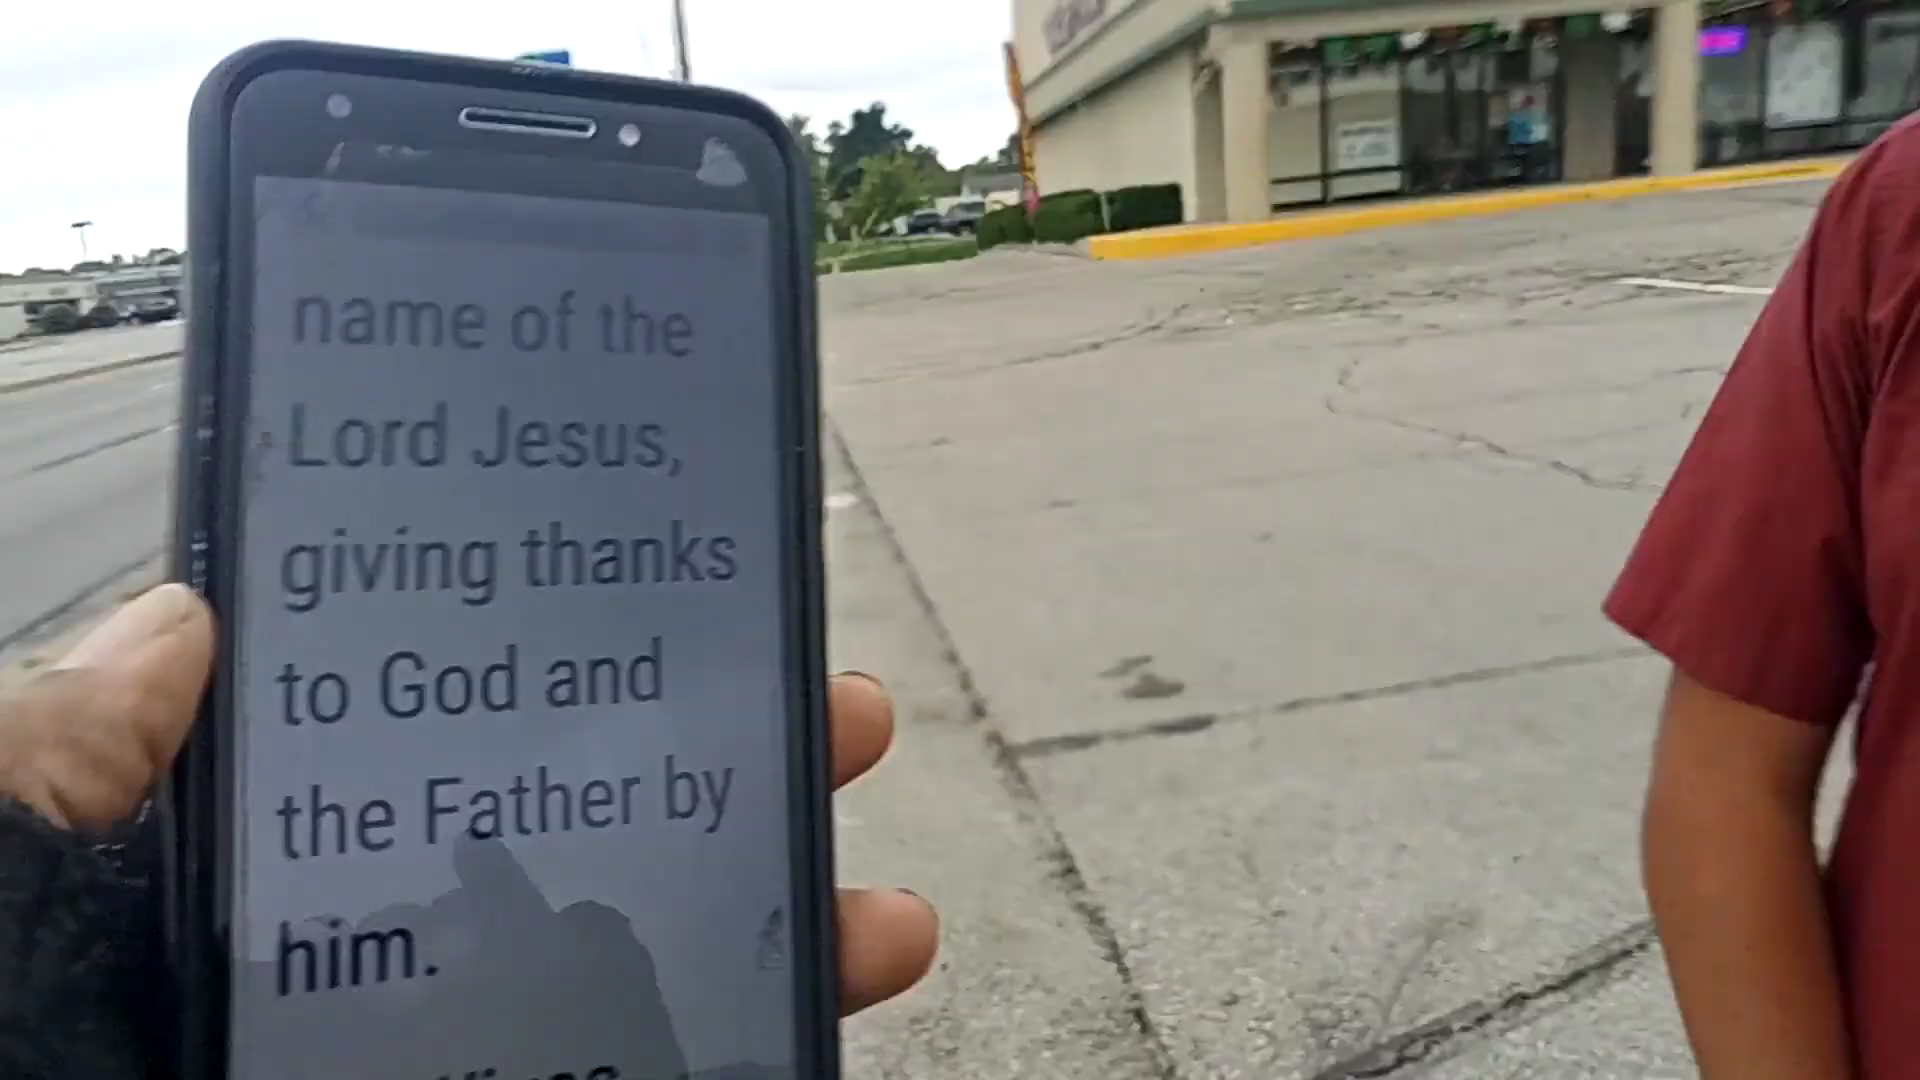 name of the
Lord Jesus,
giving thanks
to God and
the Father by
him.